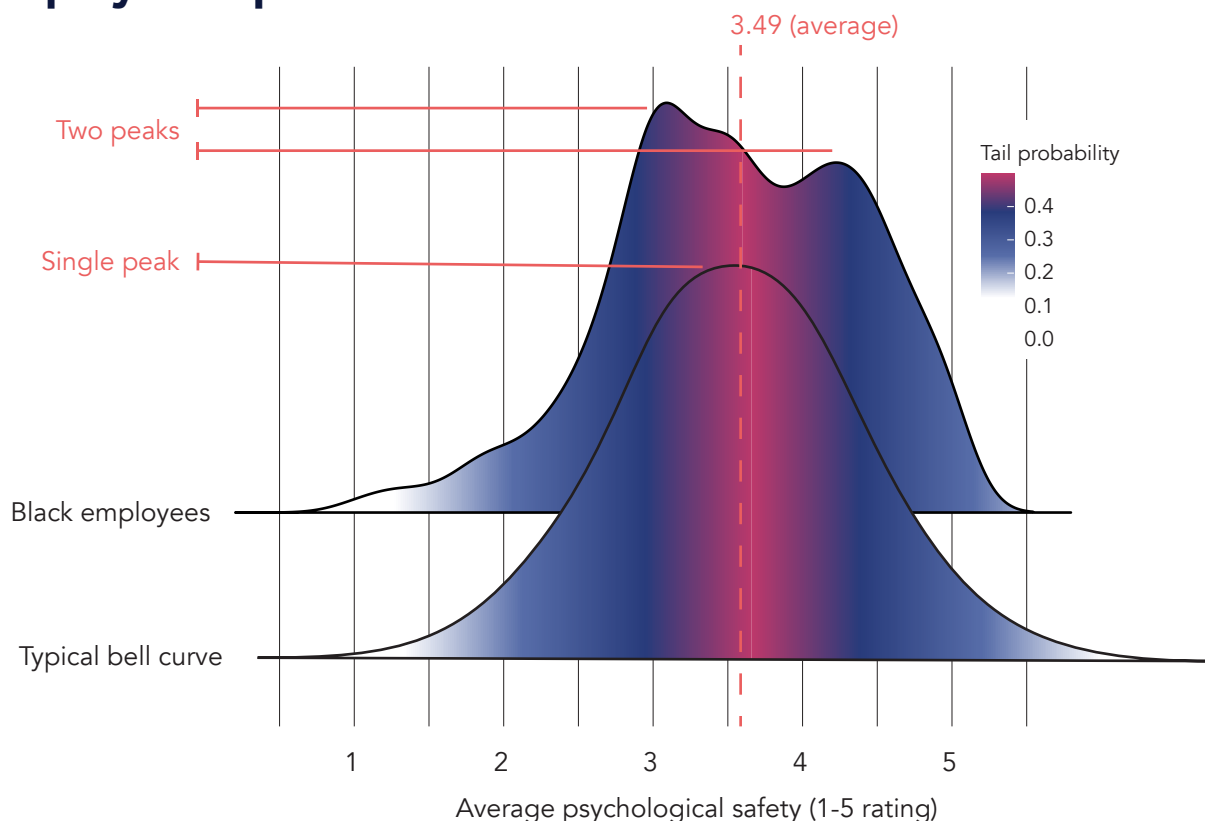 3.49 (average)
Two peaks
Single peak
Tail probability
0.4
0.3
0.2
0.1
0.0
Black employees
Typical bell curve
1 2 3 4 5
Average psychological safety (1-5 rating)